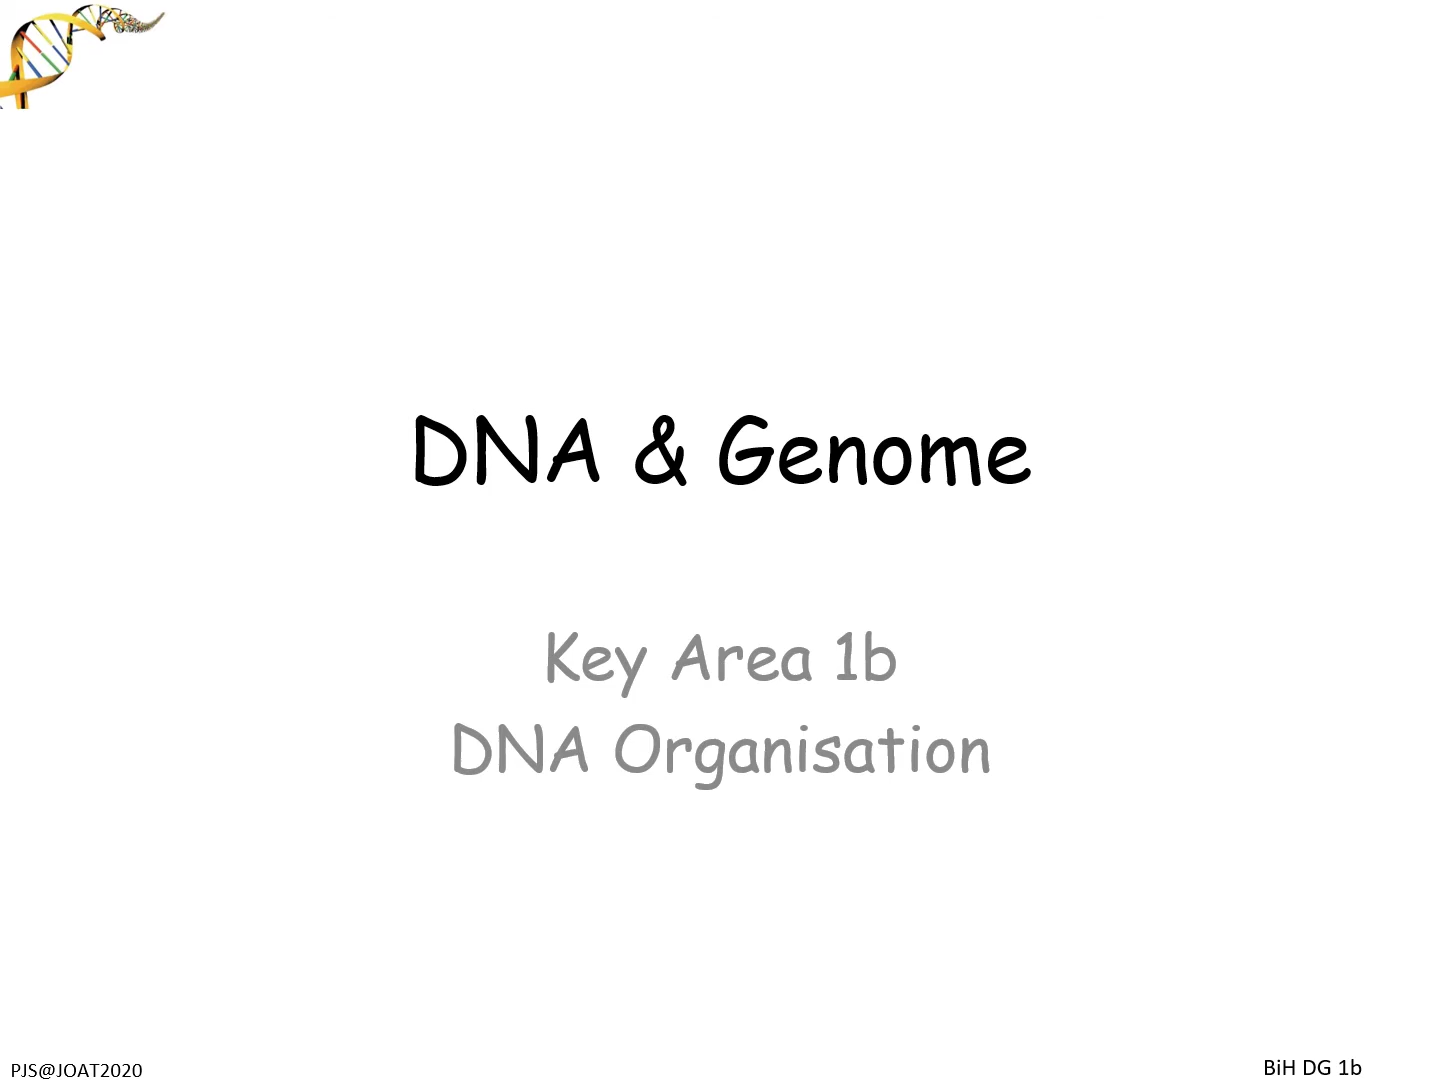 DNA & Genome
Key Area 1b
DNA Organisation
PJS@JOAT2020
BiH DG 1b